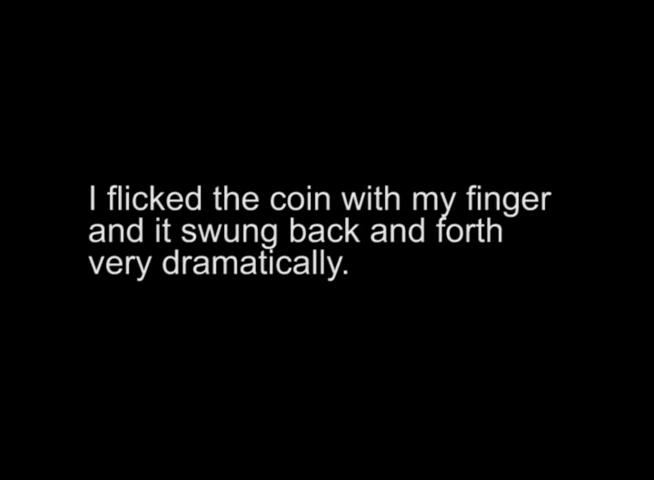 I flicked the coin with my finger
and it swung back and forth
very dramatically.